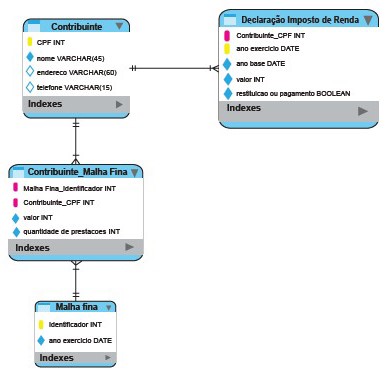 Contribuinte
CPF INT
nome VARCHAR(45)
endereco VARCHAR(60)
telefone VARCHAR(15)
Indexes
Declaração Imposto de Renda
Contribuinte_CPF INT
ano exercicio DATE
ano base DATE
valor INT
restituicao ou pagamento BOOLEAN
Indexes
Contribuinte_Malha Fina
Malha Fina_Identificador INT
Contribuinte_CPF INT
valor INT
quantidade de prestacoes INT
Indexes
Malha fina
Identificador INT
ano exercicio DATE
Indexes